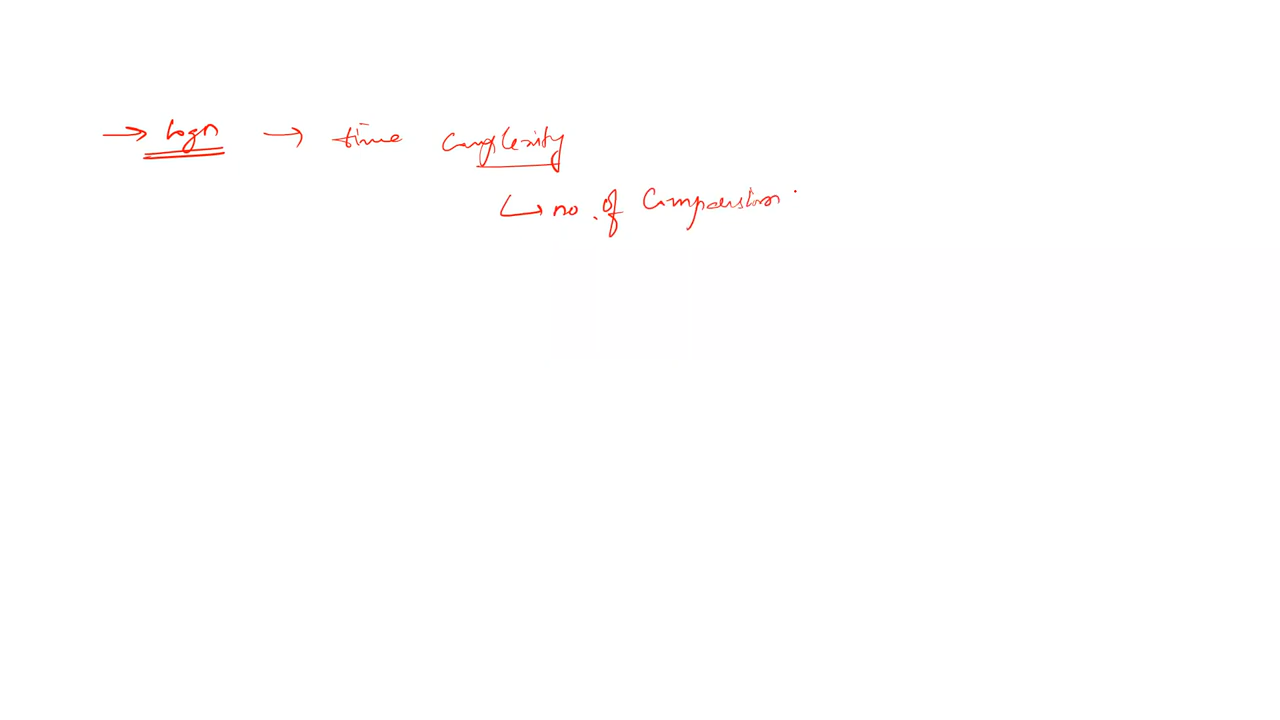 → logn → time complexity
↳ no. of Comparison